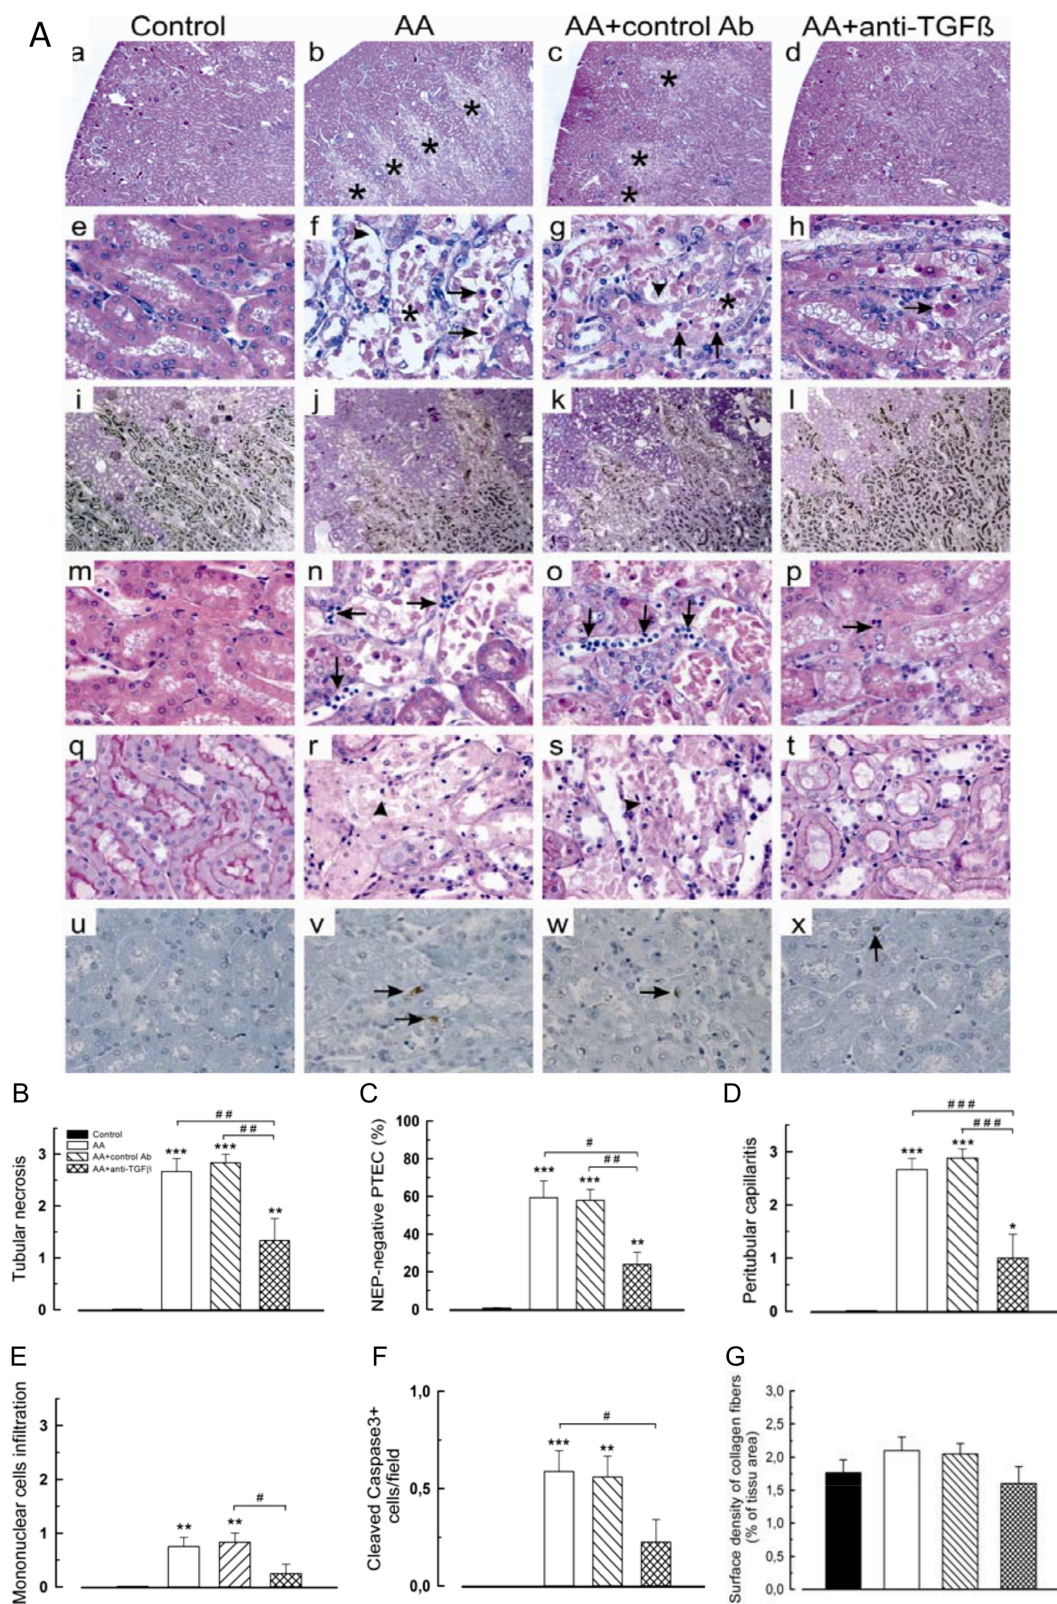 A
Control AA AA+control Ab AA+anti-TGFß
a b c d
* * * * * * *
e f g h
* *
i j k l
m n o p
q r s t
u v w x
B
Tubular necrosis
3
2
1
0
Control
AA
AA+control Ab
AA+anti-TGFβ
# #
# #
*** *** **
C
NEP-negative PTEC (%)
100
80
60
40
20
0
#
# #
*** *** **
D
Peritubular capillaritis
3
2
1
0
# # #
# # #
*** *** *
E
Mononuclear cells infiltration
3
2
1
0
#
** **
F
Cleaved Caspase3+
cells/field
1,0
0,5
0,0
#
*** **
G
Surface density of collagen fibers
(% of tissu area)
3,0
2,5
2,0
1,5
1,0
0,5
0,0